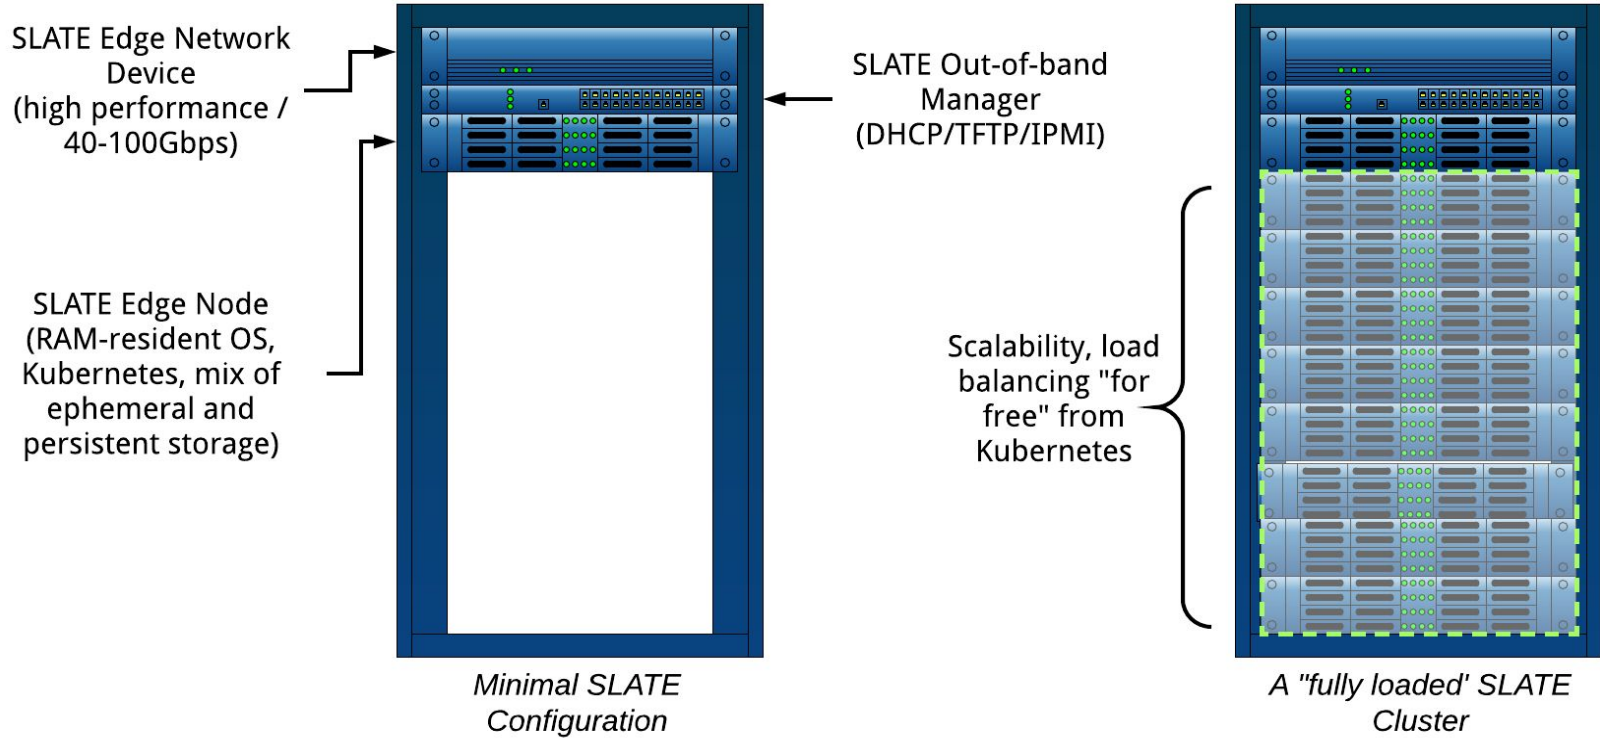 SLATE Edge Network
Device
(high performance /
40-100Gbps)
SLATE Out-of-band
Manager
(DHCP/TFTP/IPMI)
SLATE Edge Node
(RAM-resident OS,
Kubernetes, mix of
ephemeral and
persistent storage)
Scalability, load
balancing "for
free" from
Kubernetes
Minimal SLATE
Configuration
A "fully loaded' SLATE
Cluster